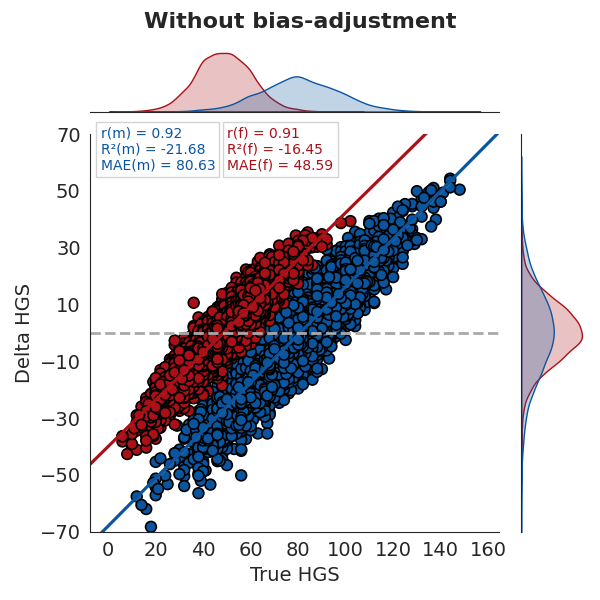 Without bias-adjustment
r(m) = 0.92
R²(m) = -21.68
MAE(m) = 80.63
r(f) = 0.91
R²(f) = -16.45
MAE(f) = 48.59
70
50
30
10
−10
−30
−50
−70
Delta HGS
0 20 40 60 80 100 120 140 160
True HGS